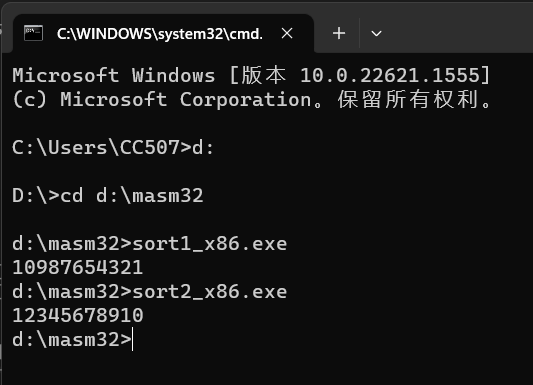 C:\WINDOWS\system32\cmd.
Microsoft Windows [版本 10.0.22621.1555]
(c) Microsoft Corporation。保留所有权利。
C:\Users\CC507>d:
D:\>cd d:\masm32
d:\masm32>sort1_x86.exe
10987654321
d:\masm32>sort2_x86.exe
12345678910
d:\masm32>